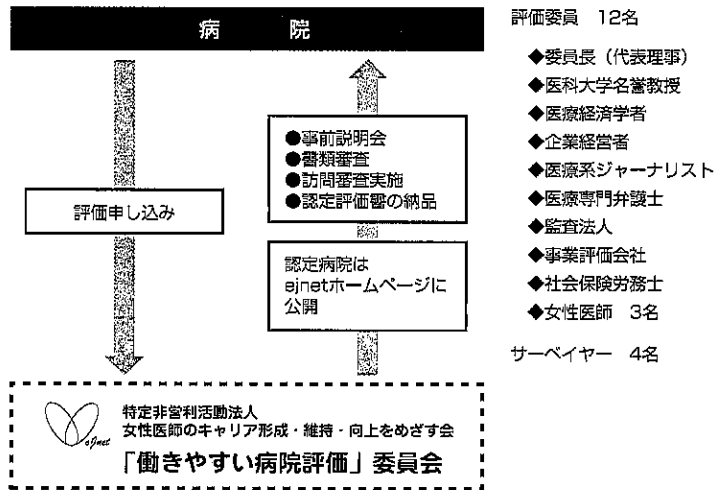 病 院
評価申し込み
●事前説明会
●書類審査
●訪問審査実施
●認定評価書の納品
認定病院は
ejnetホームページに
公開
ejnet
特定非営利活動法人
女性医師のキャリア形成・維持・向上をめざす会
「働きやすい病院評価」委員会
評価委員 12名
◆委員長（代表理事）
◆医科大学名誉教授
◆医療経済学者
◆企業経営者
◆医療系ジャーナリスト
◆医療専門弁護士
◆監査法人
◆事業評価会社
◆社会保険労務士
◆女性医師 3名
サーベイヤー 4名